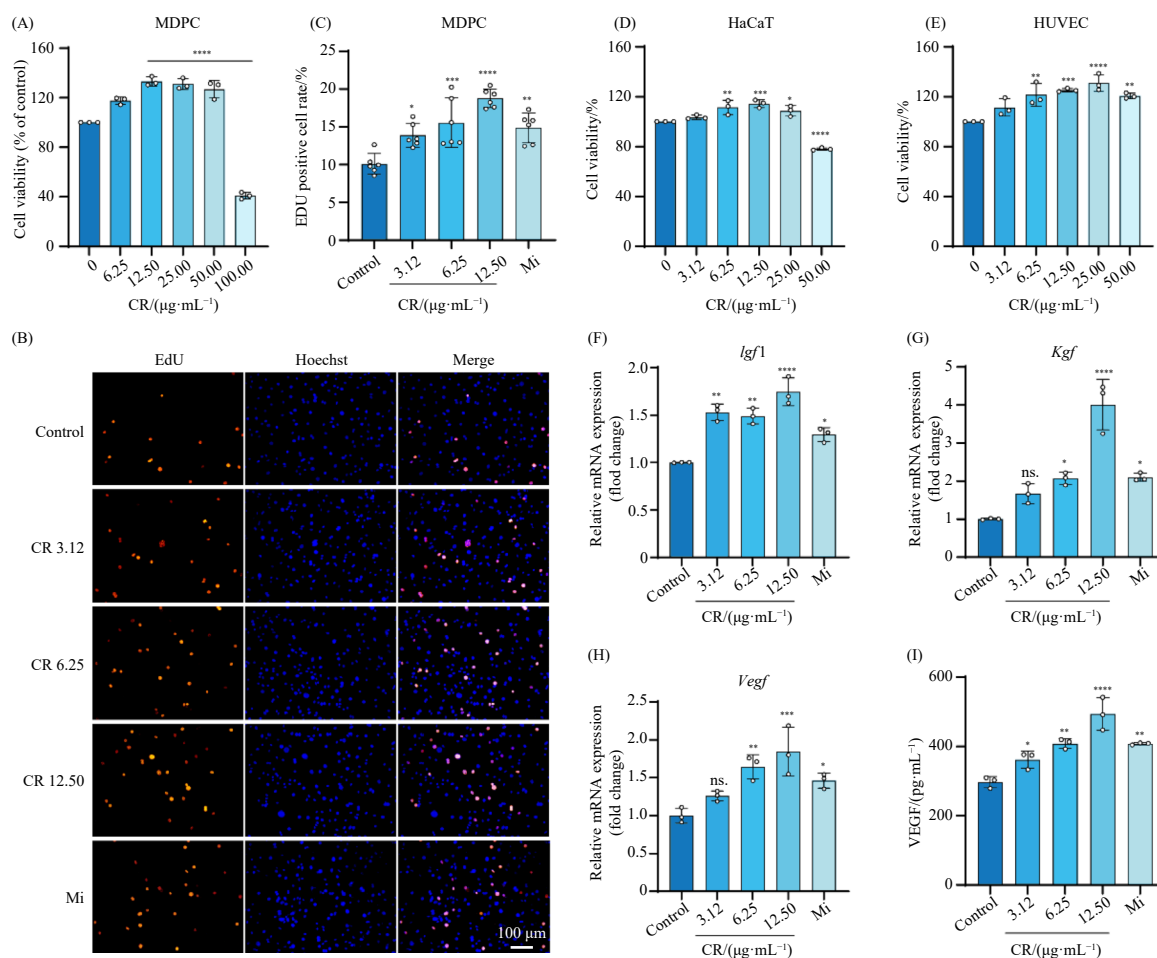 (A)
MDPC
Cell viability (% of control)
160
120
80
40
0
****
0
6.25
12.50
25.00
50.00
100.00
CR/(μg·mL⁻¹)
(C)
MDPC
EDU positive cell rate/%
25
20
15
10
5
0
*
***
****
**
Control
3.12
6.25
12.50
Mi
CR/(μg·mL⁻¹)
(D)
HaCaT
Cell viability/%
160
120
80
40
0
**
***
*
****
0
3.12
6.25
12.50
25.00
50.00
CR/(μg·mL⁻¹)
(E)
HUVEC
Cell viability/%
160
120
80
40
0
**
***
****
**
0
3.12
6.25
12.50
25.00
50.00
CR/(μg·mL⁻¹)
(B)
EdU
Hoechst
Merge
Control
CR 3.12
CR 6.25
CR 12.50
Mi
100 μm
(F)
Igf1
Relative mRNA expression
(flod change)
2.0
1.5
1.0
0.5
0
**
**
****
*
Control
3.12
6.25
12.50
Mi
CR/(μg·mL⁻¹)
(G)
Kgf
Relative mRNA expression
(flod change)
5
4
3
2
1
0
ns.
*
****
*
Control
3.12
6.25
12.50
Mi
CR/(μg·mL⁻¹)
(H)
Vegf
Relative mRNA expression
(fold change)
2.5
2.0
1.5
1.0
0.5
0
ns.
**
***
*
Control
3.12
6.25
12.50
Mi
CR/(μg·mL⁻¹)
(I)
VEGF/(pg·mL⁻¹)
600
400
200
0
*
**
****
**
Control
3.12
6.25
12.50
Mi
CR/(μg·mL⁻¹)